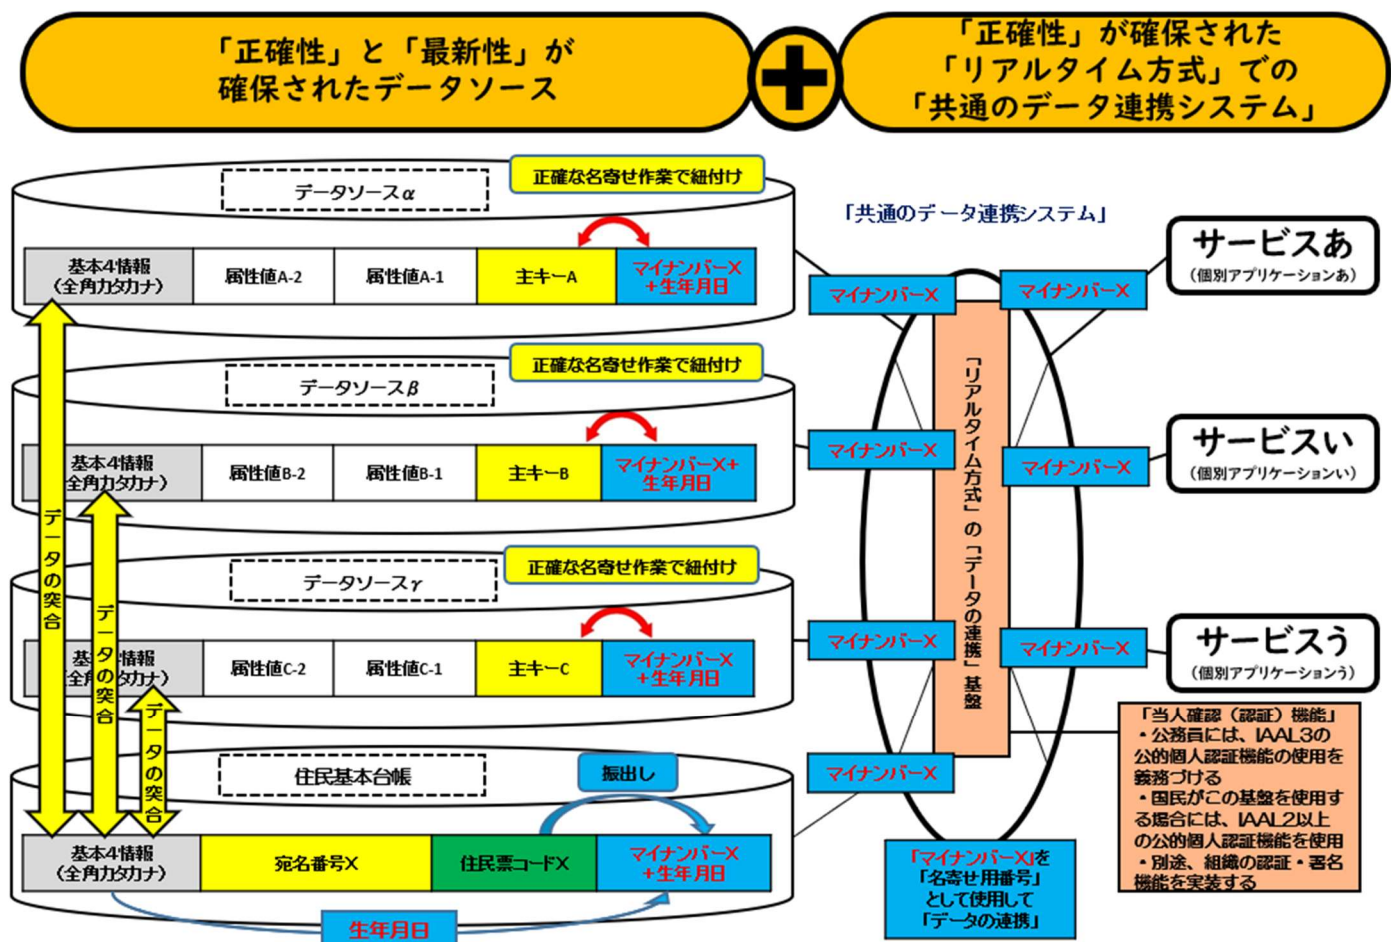 「正確性」と「最新性」が
確保されたデータソース
「正確性」が確保された
「リアルタイム方式」での
「共通のデータ連携システム」
データソースα
正確な名寄せ作業で紐付け
基本4情報
(全角カタカナ)
属性値A-2
属性値A-1
主キーA
マイナンバーX
+生年月日
データソースβ
正確な名寄せ作業で紐付け
基本4情報
(全角カタカナ)
属性値B-2
属性値B-1
主キーB
マイナンバーX+
生年月日
データソースγ
正確な名寄せ作業で紐付け
基本4情報
(全角カタカナ)
属性値C-2
属性値C-1
主キーC
マイナンバーX
+生年月日
データの突合
データの突合
データの突合
住民基本台帳
振出し
基本4情報
(全角カタカナ)
宛名番号X
住民票コードX
マイナンバーX
+生年月日
生年月日
「共通のデータ連携システム」
マイナンバーX
マイナンバーX
マイナンバーX
マイナンバーX
マイナンバーX
マイナンバーX
マイナンバーX
「リアルタイム方式」の「データの連携」基盤
「マイナンバーX」を
「名寄せ用番号」
として使用して
「データの連携」
サービスあ
(個別アプリケーションあ)
サービスい
(個別アプリケーションい)
サービスう
(個別アプリケーションう)
「当人確認(認証)機能」
・公務員には、IAAL3の
公的個人認証機能の使用を
義務づける
・国民がこの基盤を使用す
る場合には、IAAL2以上
の公的個人認証機能を使用
・別途、組織の認証・署名
機能を実装する